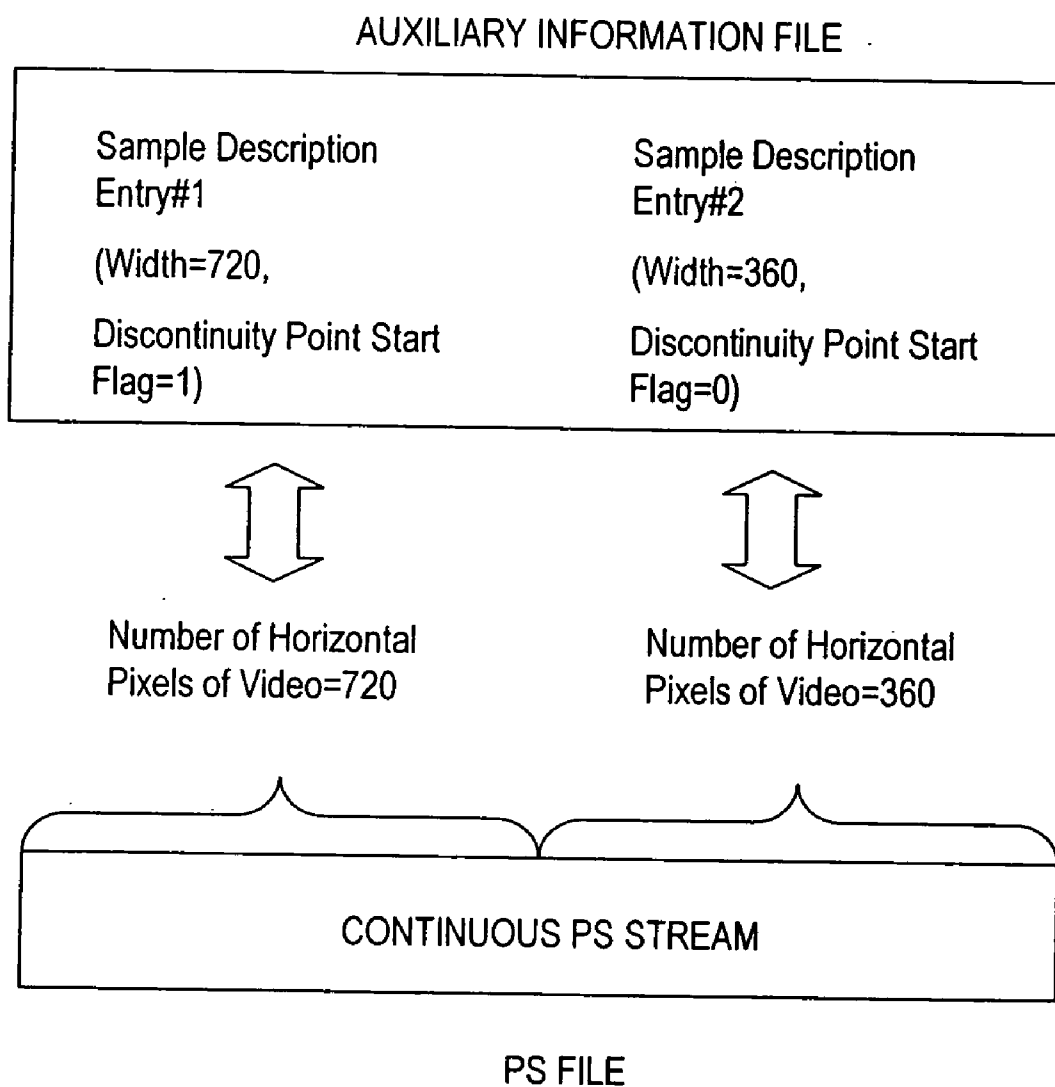 AUXILIARY INFORMATION FILE
Sample Description
Entry#1
(Width=720,
Discontinuity Point Start
Flag=1)
Sample Description
Entry#2
(Width=360,
Discontinuity Point Start
Flag=0)
Number of Horizontal
Pixels of Video=720
Number of Horizontal
Pixels of Video=360
CONTINUOUS PS STREAM
PS FILE